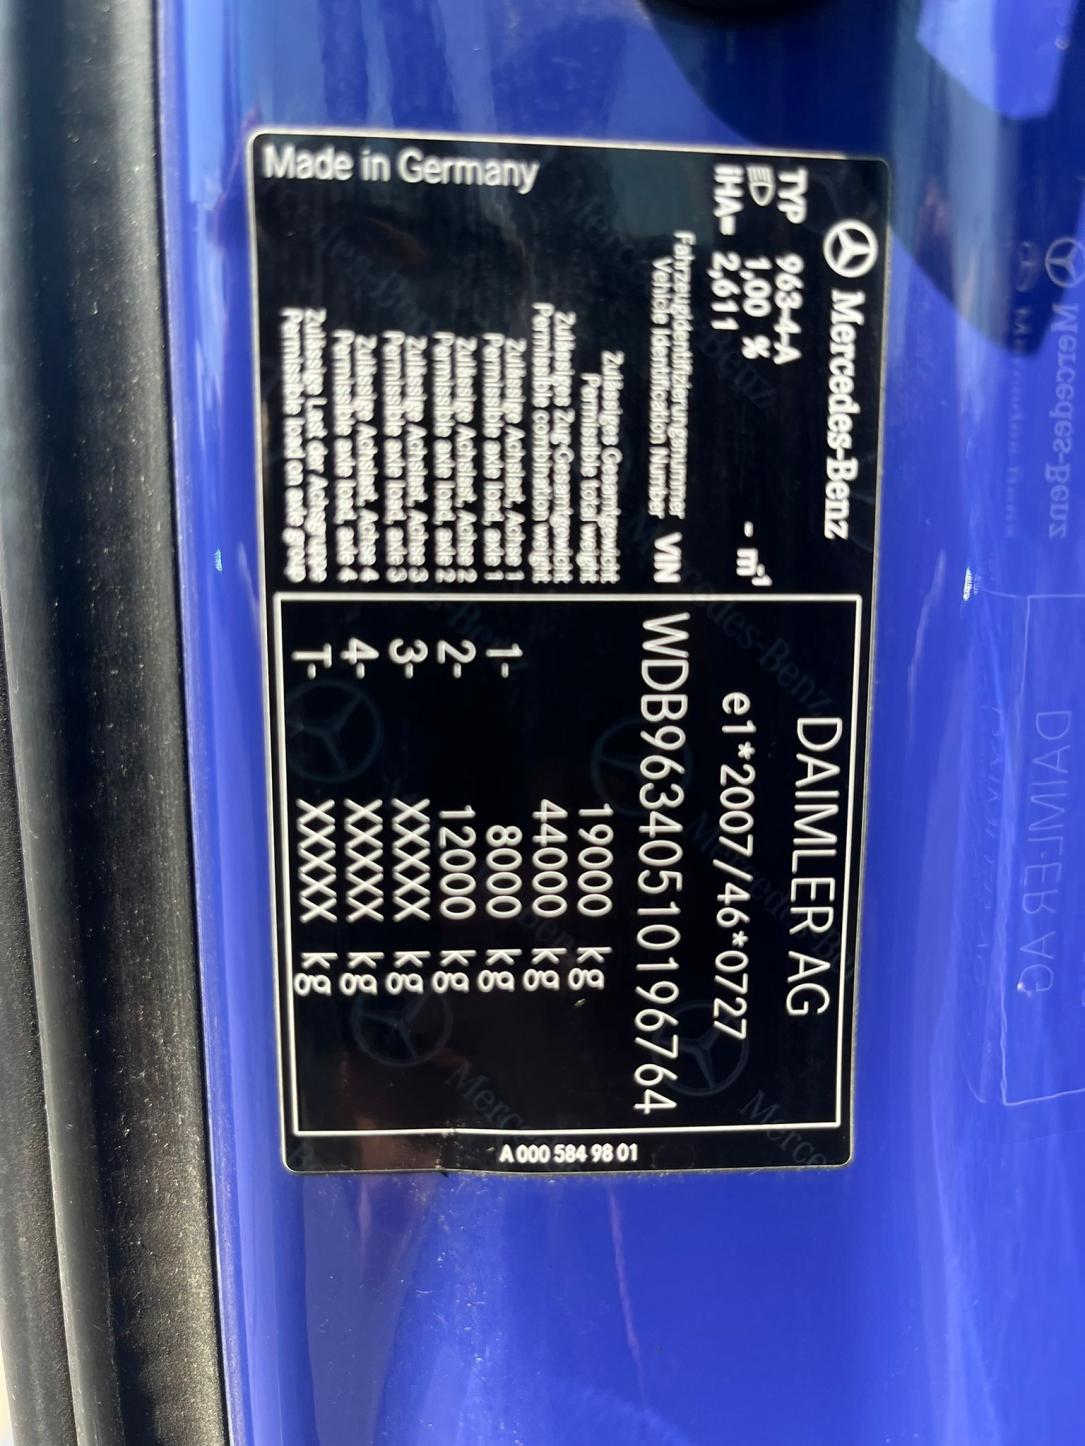 Mercedes-Benz
DAIMLER AG
TYP 963-4-A
1,00 % - m⁻¹ e1*2007/46*0727
iHA= 2,611
Fahrzeugidentifizierungsnummer
Vehicle Identification Number VIN WDB96340510196764
Zulässiges Gesamtgewicht
Permissible total weight 19000 kg
Zulässiges Zug-Gesamtgewicht
Permissible combination weight 44000 kg
Zulässige Achslast, Achse 1
Permissible axle load, axle 1 1- 8000 kg
Zulässige Achslast, Achse 2
Permissible axle load, axle 2 2- 12000 kg
Zulässige Achslast, Achse 3
Permissible axle load, axle 3 3- XXXXX kg
Zulässige Achslast, Achse 4
Permissible axle load, axle 4 4- XXXXX kg
Zulässige Last der Achsgruppe
Permissible load on axle group T- XXXXX kg
Made in Germany
A 000 584 98 01